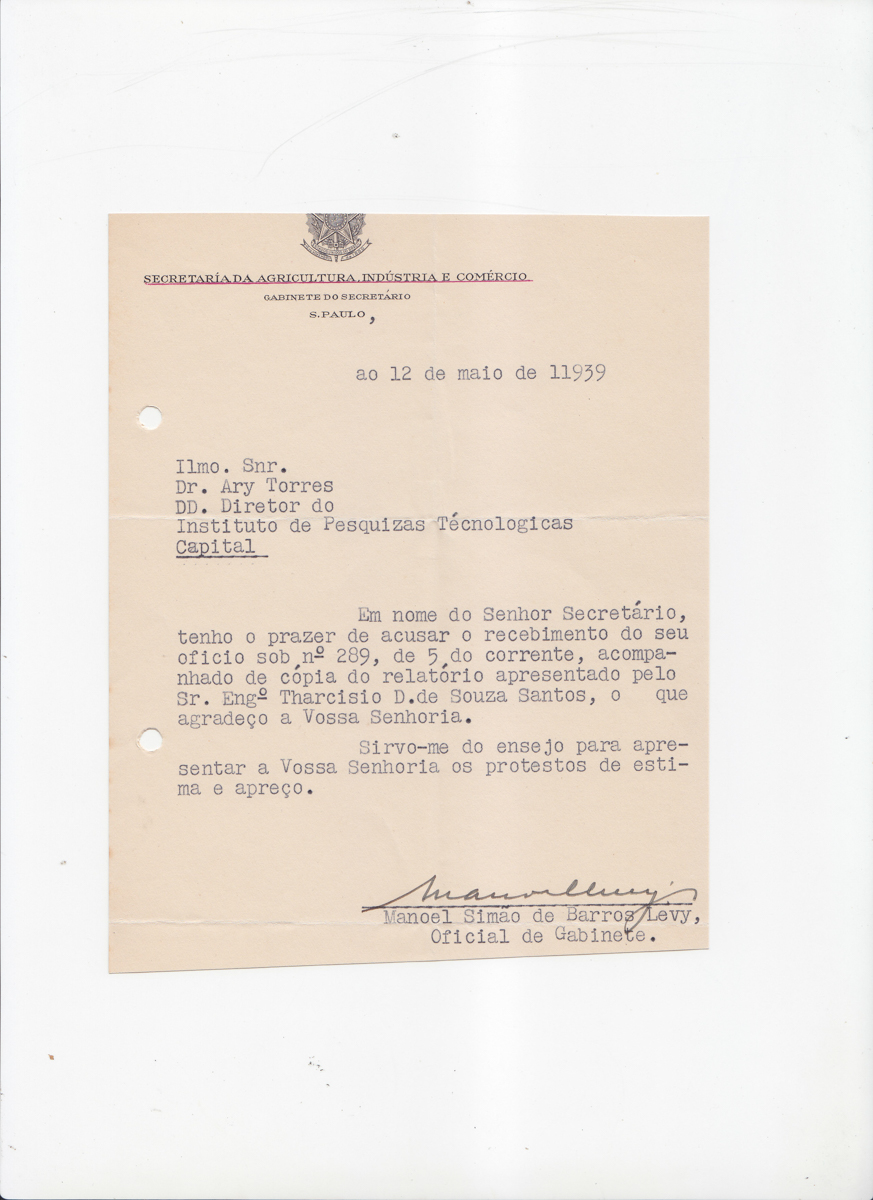 SECRETARÍA DA AGRICULTURA, INDÚSTRIA E COMÉRCIO
GABINETE DO SECRETÁRIO
S. PAULO,
ao 12 de maio de 11939
Ilmo. Snr.
Dr. Ary Torres
DD. Diretor do
Instituto de Pesquizas Técnologicas
Capital
Em nome do Senhor Secretário,
tenho o prazer de acusar o recebimento do seu
oficio sob nº 289, de 5 do corrente, acompa-
nhado de cópia do relatório apresentado pelo
Sr. Engº Tharcisio D.de Souza Santos, o que
agradeço a Vossa Senhoria.
Sirvo-me do ensejo para apre-
sentar a Vossa Senhoria os protestos de esti-
ma e apreço.
Manoel Simão de Barros Levy,
Oficial de Gabinete.